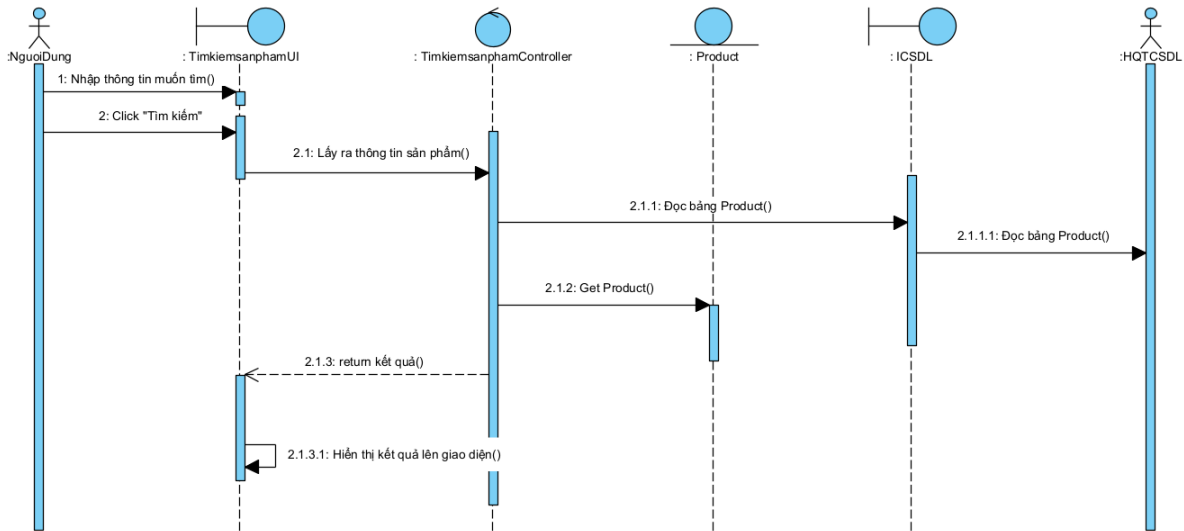 :NguoiDung
: TimkiemsanphamUI
: TimkiemsanphamController
: Product
: ICSDL
:HQTCSDL
1: Nhập thông tin muốn tìm()
2: Click "Tìm kiếm"
2.1: Lấy ra thông tin sản phẩm()
2.1.1: Đọc bảng Product()
2.1.1.1: Đọc bảng Product()
2.1.2: Get Product()
2.1.3: return kết quả()
2.1.3.1: Hiển thị kết quả lên giao diện()